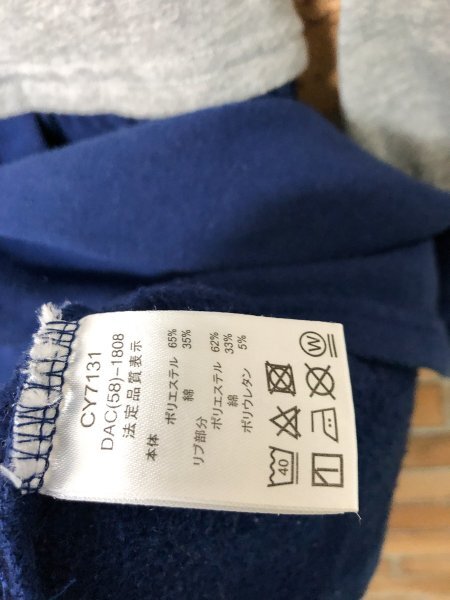 CY7131
DAC(58)-1808
法定品質表示
本体
ポリエステル 65%
綿 35%
リブ部分
ポリエステル 62%
綿 33%
ポリウレタン 5%
40
W